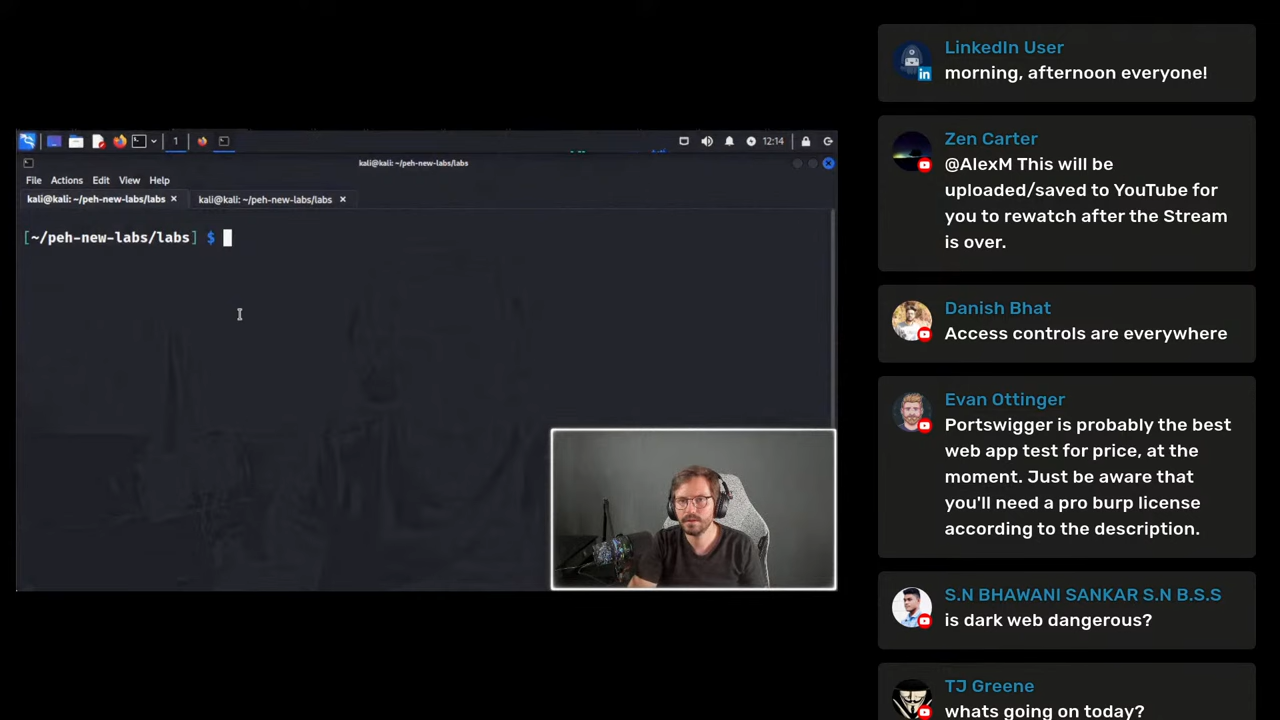 1
12:14
kali@kali: ~/peh-new-labs/labs
File Actions Edit View Help
kali@kali: ~/peh-new-labs/labs
kali@kali: ~/peh-new-labs/labs
[~/peh-new-labs/labs] $
LinkedIn User
in
morning, afternoon everyone!
Zen Carter
@AlexM This will be
uploaded/saved to YouTube for
you to rewatch after the Stream
is over.
Danish Bhat
Access controls are everywhere
Evan Ottinger
Portswigger is probably the best
web app test for price, at the
moment. Just be aware that
you'll need a pro burp license
according to the description.
S.N BHAWANI SANKAR S.N B.S.S
is dark web dangerous?
TJ Greene
whats going on today?